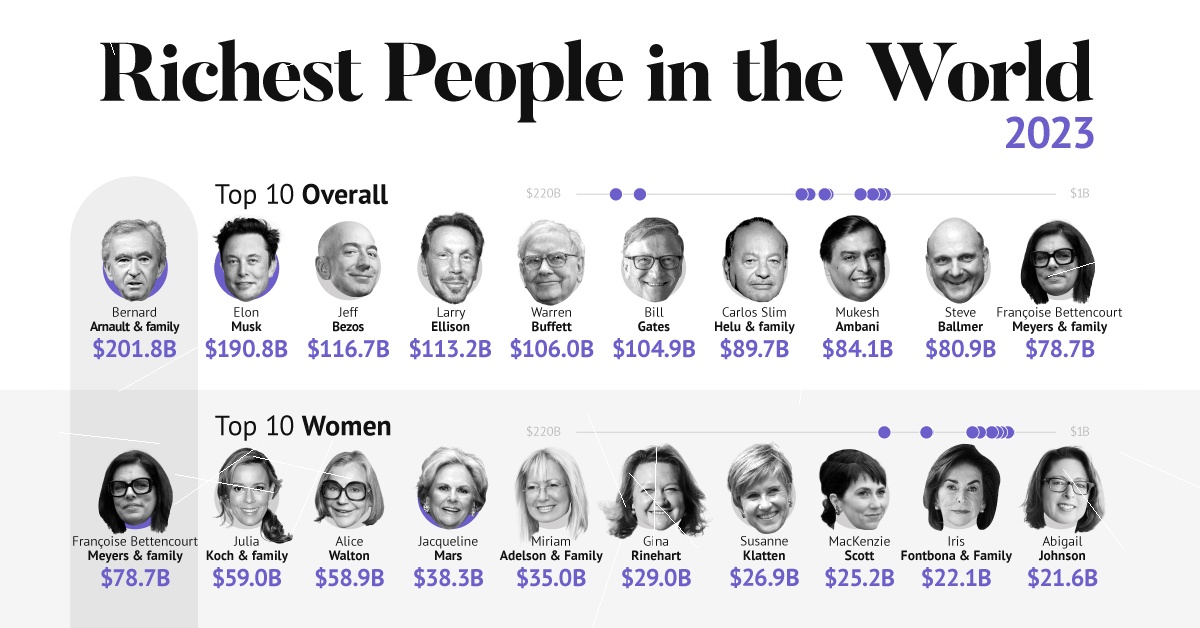 Richest People in the World
2023
Top 10 Overall
$220B
$1B
Bernard
Arnault & family
$201.8B
Elon
Musk
$190.8B
Jeff
Bezos
$116.7B
Larry
Ellison
$113.2B
Warren
Buffett
$106.0B
Bill
Gates
$104.9B
Carlos Slim
Helu & family
$89.7B
Mukesh
Ambani
$84.1B
Steve
Ballmer
$80.9B
Françoise Bettencourt
Meyers & family
$78.7B
Top 10 Women
$220B
$1B
Françoise Bettencourt
Meyers & family
$78.7B
Julia
Koch & family
$59.0B
Alice
Walton
$58.9B
Jacqueline
Mars
$38.3B
Miriam
Adelson & Family
$35.0B
Gina
Rinehart
$29.0B
Susanne
Klatten
$26.9B
MacKenzie
Scott
$25.2B
Iris
Fontbona & Family
$22.1B
Abigail
Johnson
$21.6B